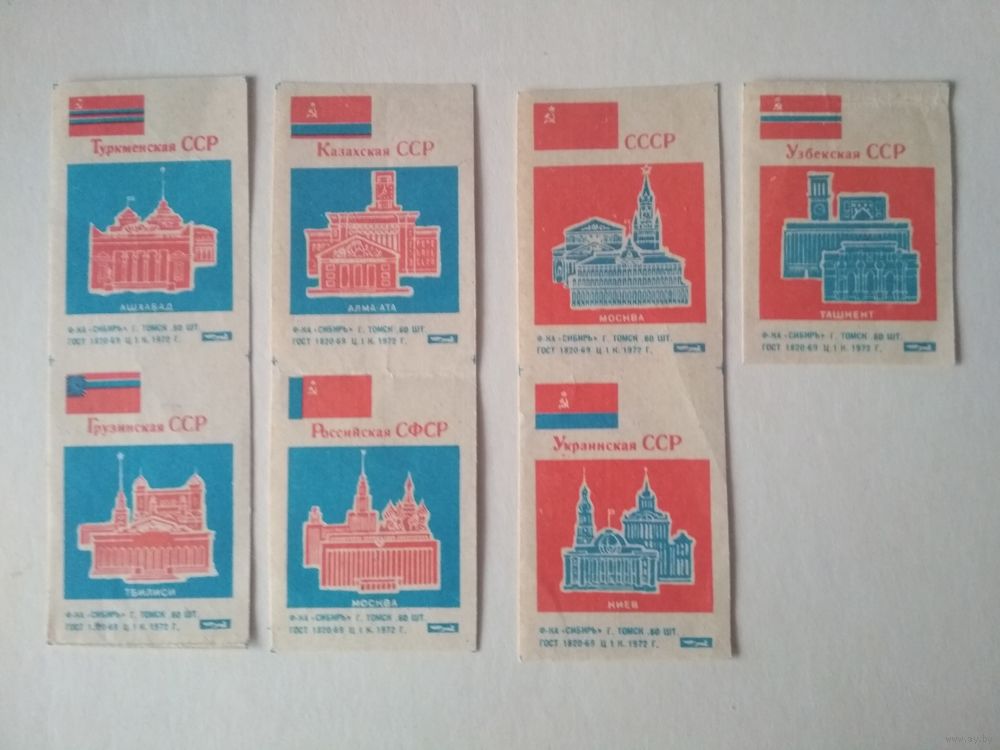 Туркменская ССР
АШХАБАД
Ф-КА «СИБИРЬ» Г. ТОМСК .60 ШТ.
ГОСТ 1820-69 Ц 1 К. 1972 Г.
Грузинская ССР
ТБИЛИСИ
Ф-КА «СИБИРЬ» Г. ТОМСК .60 ШТ.
ГОСТ 1820-69 Ц 1 К. 1972 Г.
Казахская ССР
АЛМА-АТА
Ф-КА «СИБИРЬ» Г. ТОМСК .60 ШТ.
ГОСТ 1820-69 Ц 1 К. 1972 Г.
Российская СФСР
МОСКВА
Ф-КА «СИБИРЬ» Г. ТОМСК .60 ШТ.
ГОСТ 1820-69 Ц 1 К. 1972 Г.
СССР
МОСКВА
Ф-КА «СИБИРЬ» Г. ТОМСК .60 ШТ.
ГОСТ 1820-69 Ц 1 К. 1972 Г.
Украинская ССР
КИЕВ
Ф-КА «СИБИРЬ» Г. ТОМСК .60 ШТ.
ГОСТ 1820-69 Ц 1 К. 1972 Г.
Узбекская ССР
ТАШКЕНТ
Ф-КА «СИБИРЬ» Г. ТОМСК .60 ШТ.
ГОСТ 1820-69 Ц 1 К. 1972 Г.
www.ay.by